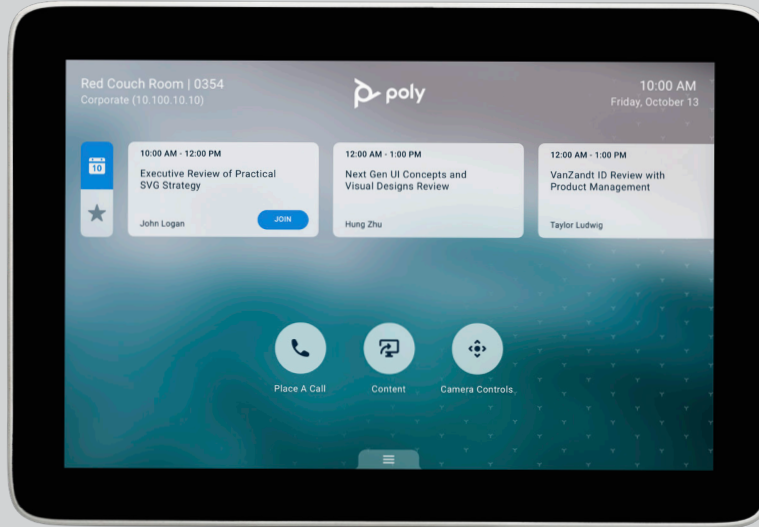 Red Couch Room | 0354
Corporate (10.100.10.10)
poly
10:00 AM
Friday, October 13
10
10:00 AM - 12:00 PM
Executive Review of Practical
SVG Strategy
John Logan
JOIN
12:00 AM - 1:00 PM
Next Gen UI Concepts and
Visual Designs Review
Hung Zhu
12:00 AM - 1:00 PM
VanZandt ID Review with
Product Management
Taylor Ludwig
Place A Call
Content
Camera Controls